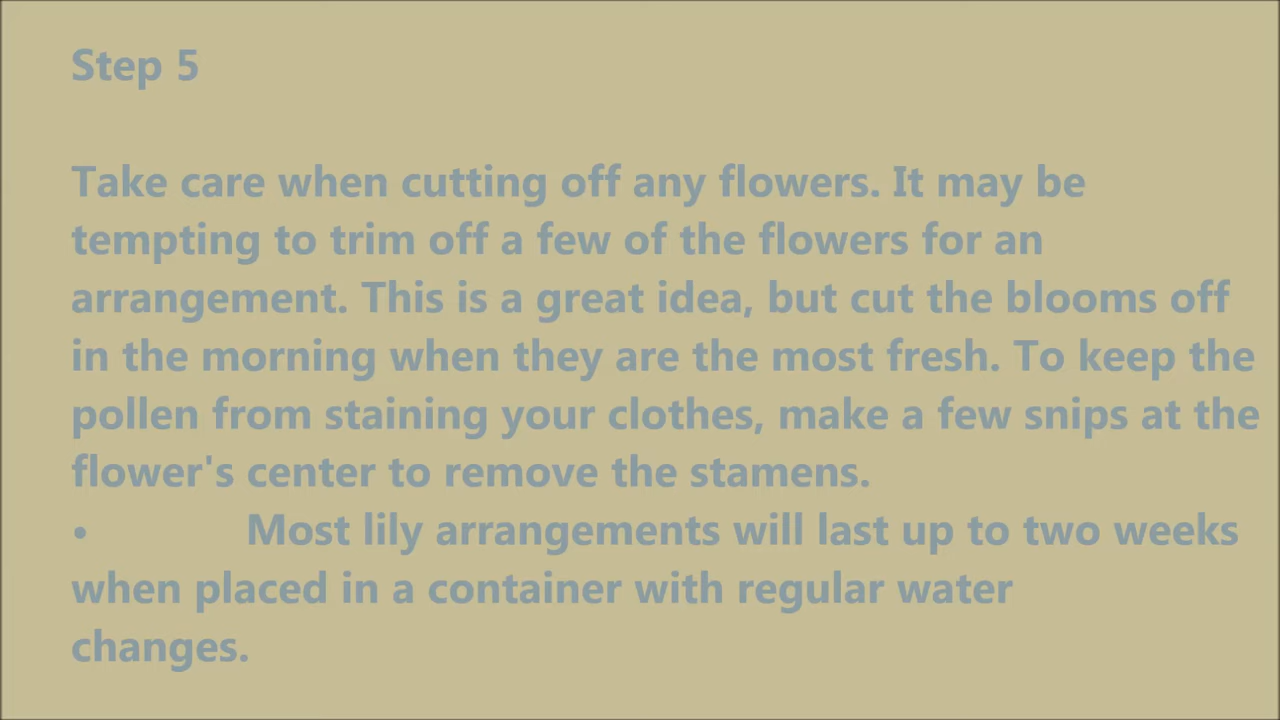 Step 5
Take care when cutting off any flowers. It may be
tempting to trim off a few of the flowers for an
arrangement. This is a great idea, but cut the blooms off
in the morning when they are the most fresh. To keep the
pollen from staining your clothes, make a few snips at the
flower's center to remove the stamens.
• Most lily arrangements will last up to two weeks
when placed in a container with regular water
changes.